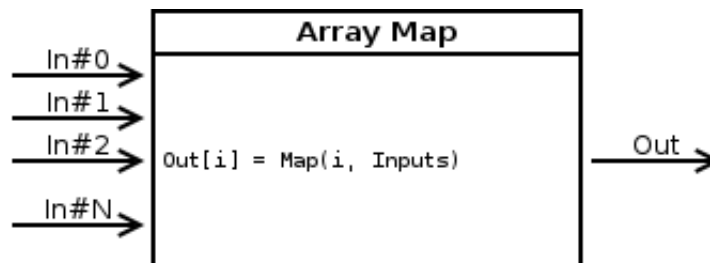 Array Map
In#0
In#1
In#2
Out[i] = Map(i, Inputs)
Out
In#N